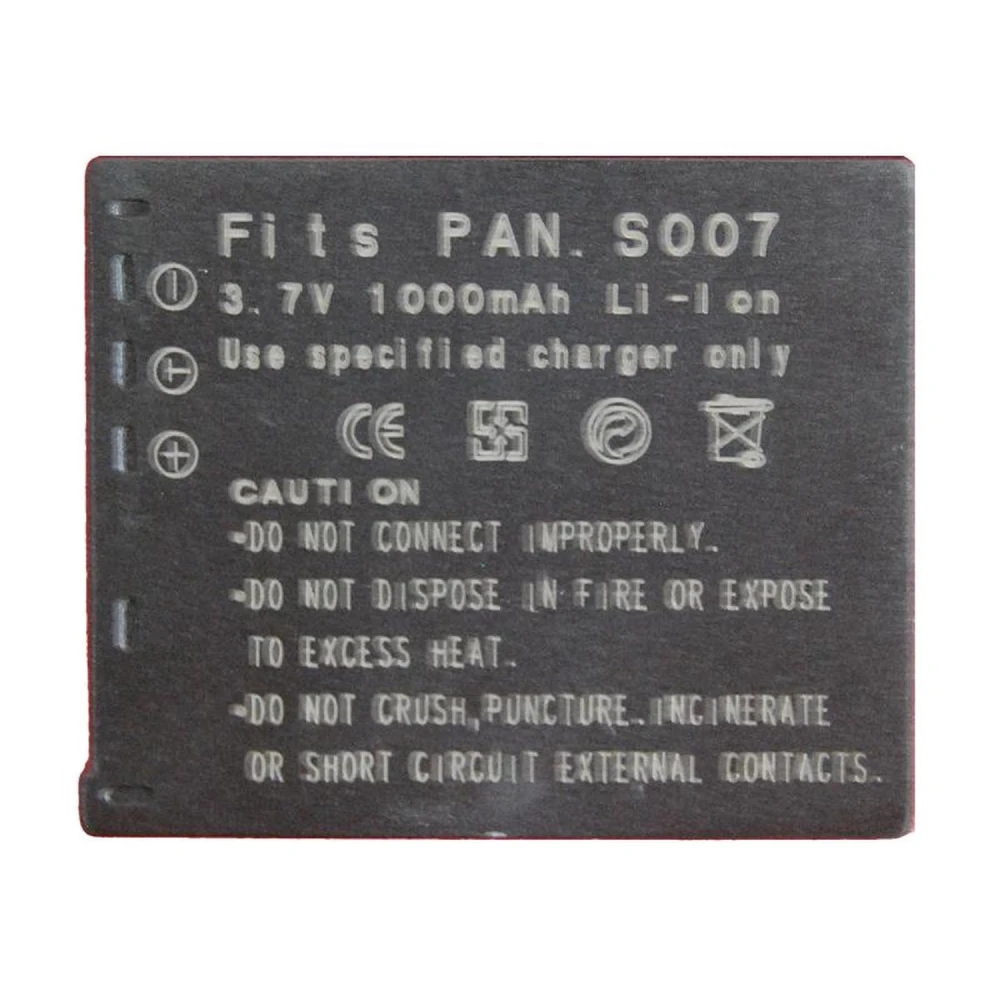 Fits PAN. S007
3.7V 1000mAh Li-Ion
Use specified charger only
CE
CAUTION
-DO NOT CONNECT IMPROPERLY.
-DO NOT DISPOSE IN FIRE OR EXPOSE
TO EXCESS HEAT.
-DO NOT CRUSH,PUNCTURE.INCINERATE
OR SHORT CIRCUIT EXTERNAL CONTACTS.